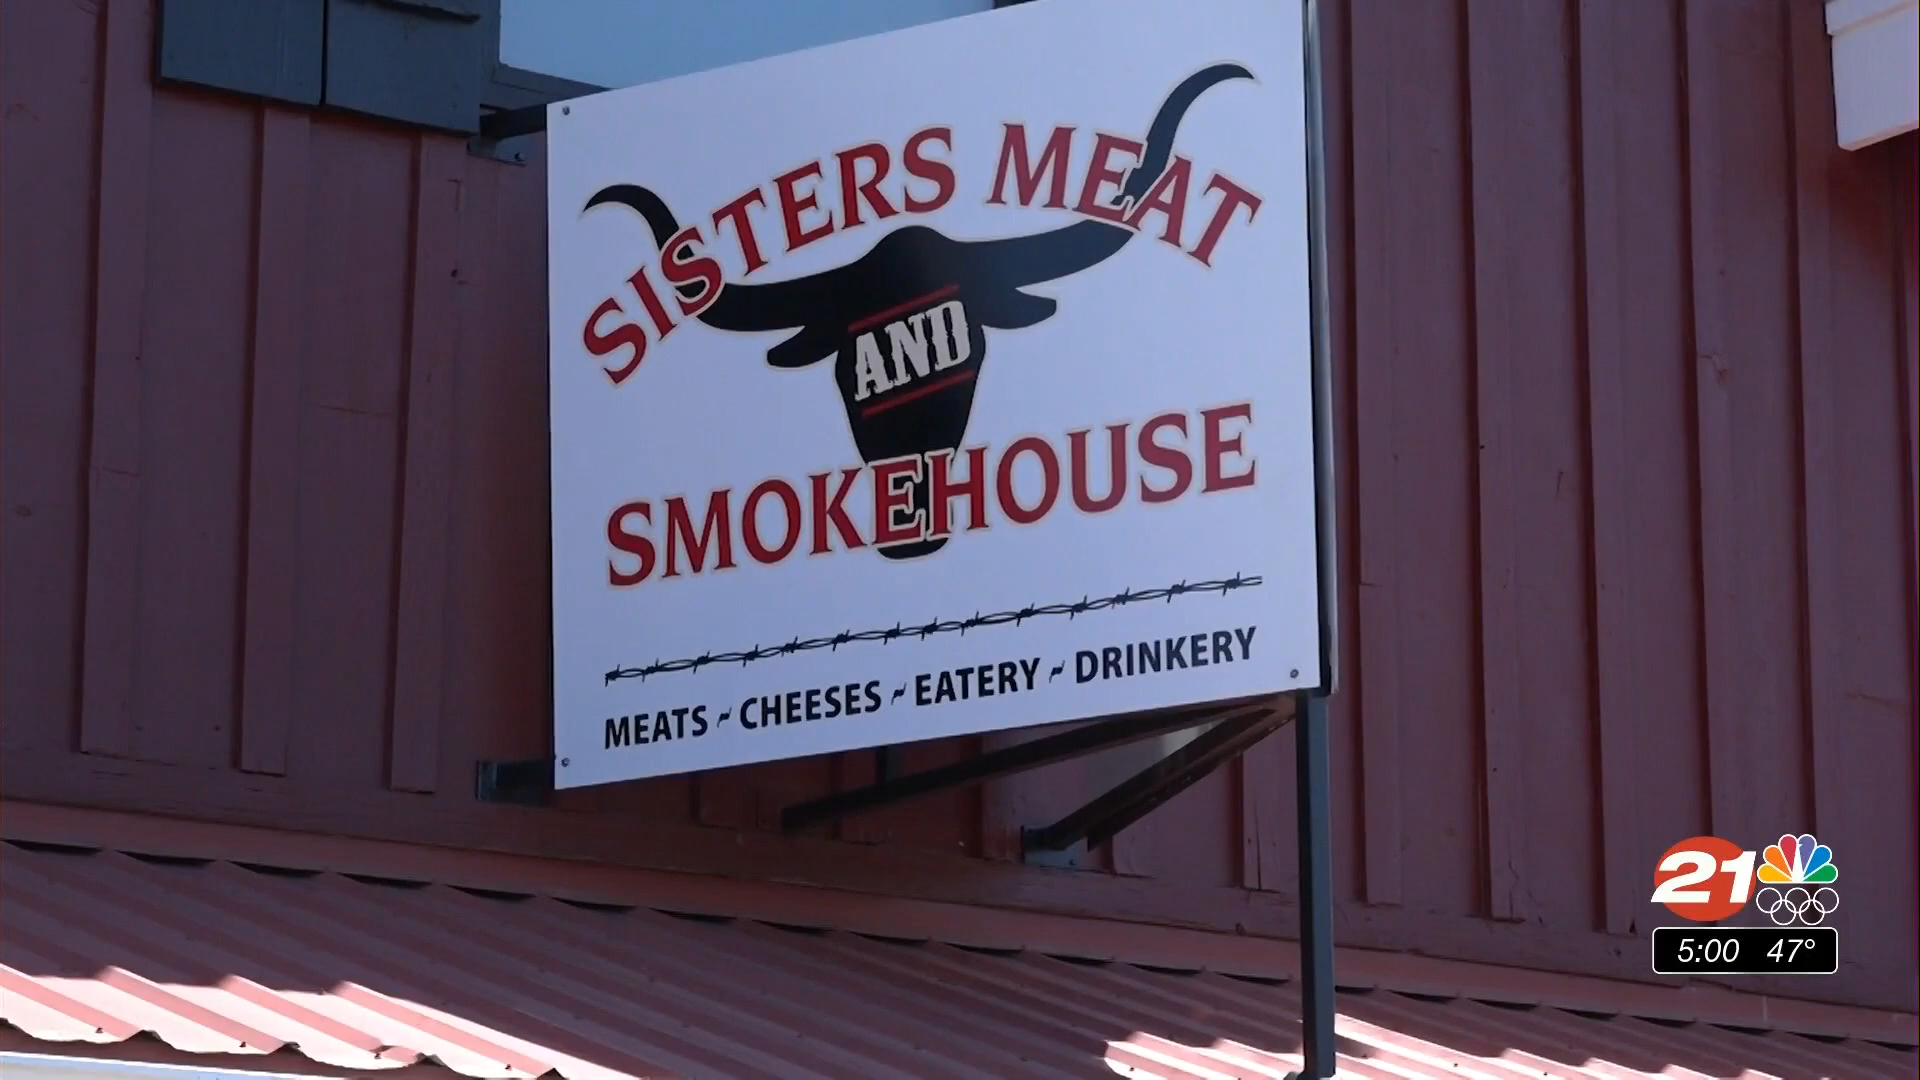 SISTERS MEAT
AND
SMOKEHOUSE
MEATS ~ CHEESES ~ EATERY ~ DRINKERY
21
5:00 47°